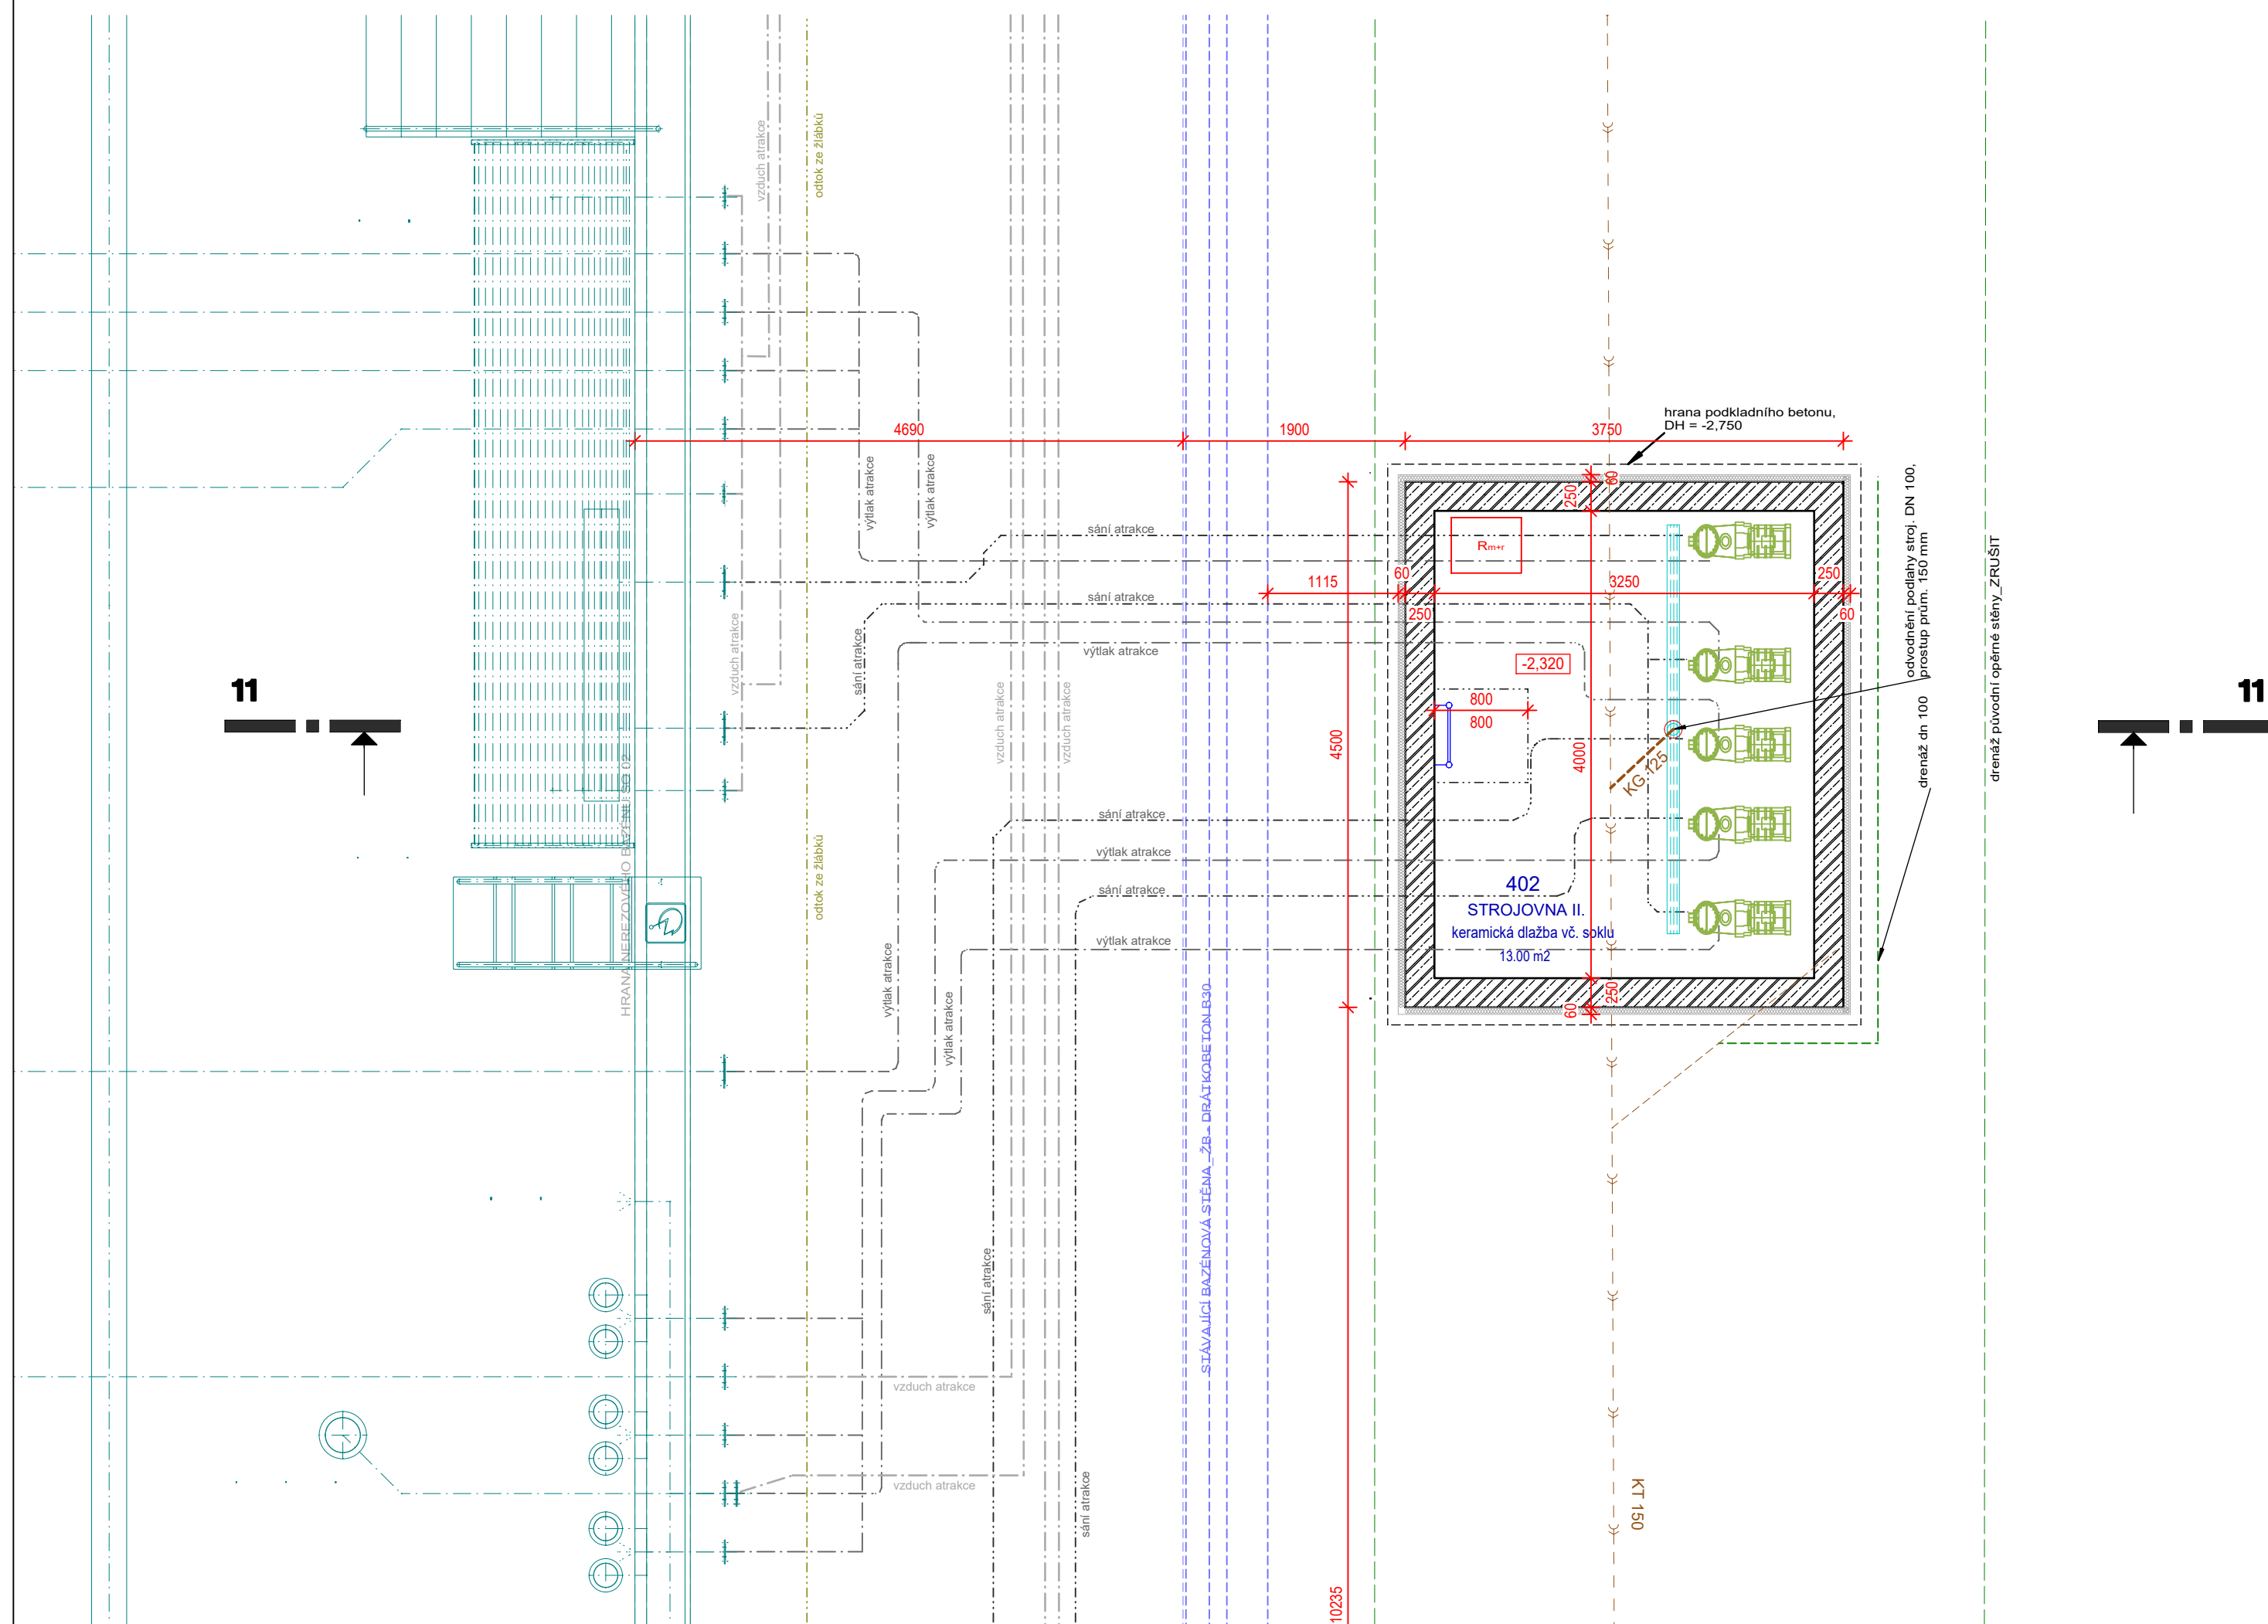 vzduch atrakce
odtok ze žlábků
hrana podkladního betonu,
DH = -2,750
4690
1900
3750
výtlak atrakce
výtlak atrakce
60
250
sání atrakce
Rm+r
1115
60
250
3250
250
60
sání atrakce
výtlak atrakce
sání atrakce
vzduch atrakce
vzduch atrakce
vzduch atrakce
-2,320
800
800
4500
4000
KG 125
odvodnění podlahy stroj. DN 100,
prostup prům. 150 mm
drenáž dn 100
drenáž původní opěrné stěny_ZRUŠIT
11
11
HRANA NEREZOVÉHO BAZÉNU SO 02
sání atrakce
výtlak atrakce
sání atrakce
výtlak atrakce
402
STROJOVNA II.
keramická dlažba vč. soklu
13.00 m2
odtok ze žlábků
výtlak atrakce
výtlak atrakce
60
250
STÁVAJÍCÍ BAZÉNOVÁ STĚNA_ŽB - DRÁTKOBETON B30
sání atrakce
vzduch atrakce
vzduch atrakce
sání atrakce
KT 150
10235